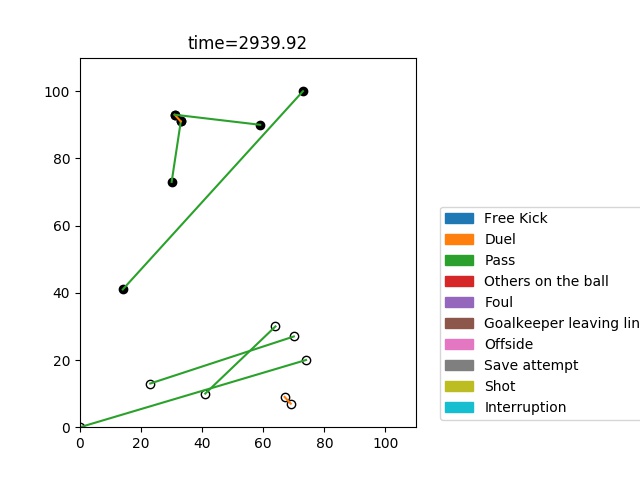 time=2939.92
100
80
60
40
20
0
0 20 40 60 80 100
Free Kick
Duel
Pass
Others on the ball
Foul
Goalkeeper leaving lin
Offside
Save attempt
Shot
Interruption